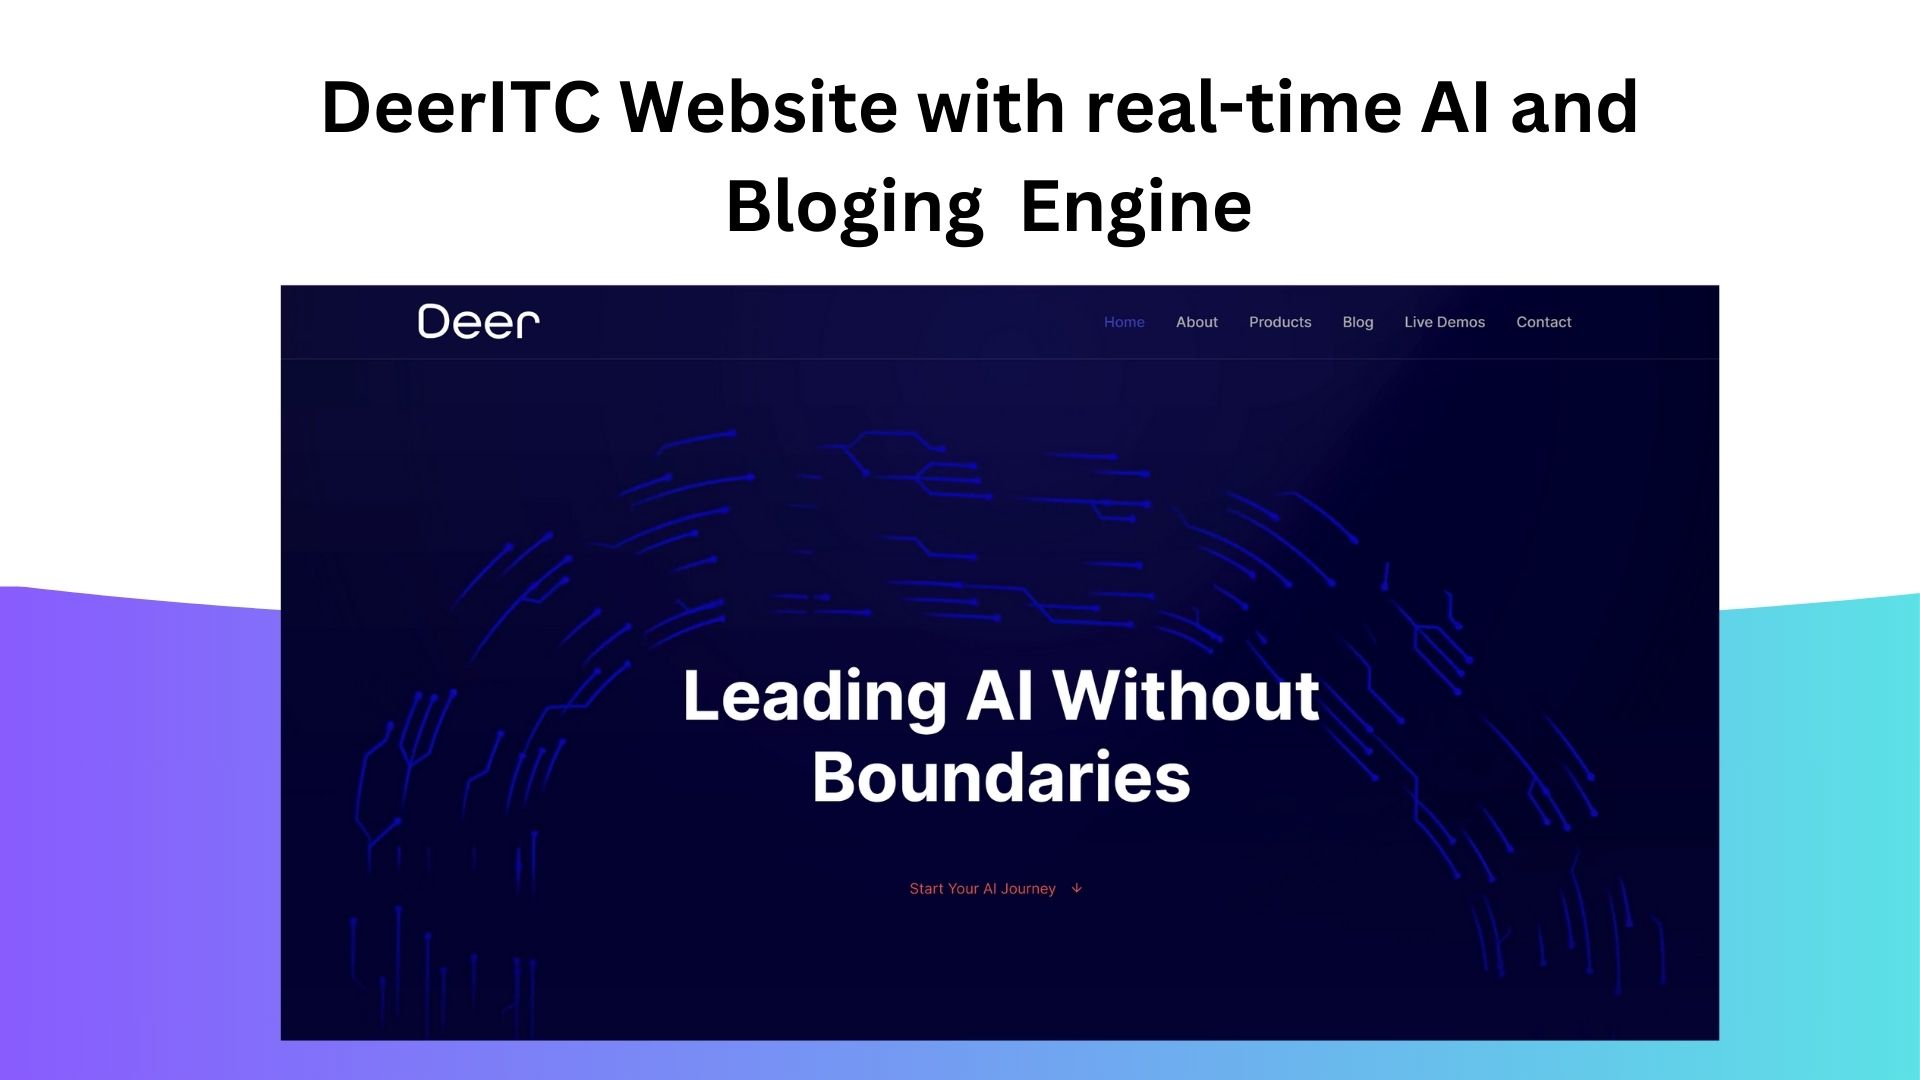 DeerITC Website with real-time AI and
Bloging Engine
Deer
Home About Products Blog Live Demos Contact
Leading AI Without
Boundaries
Start Your AI Journey ↓